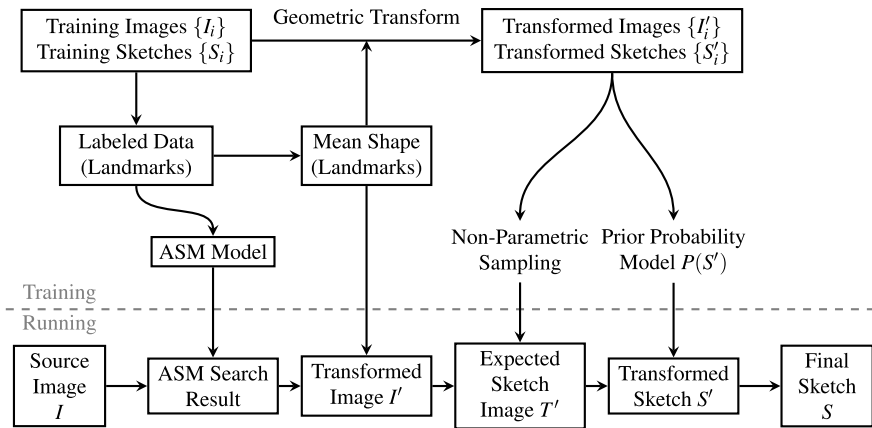 Training Images {I_i}
Training Sketches {S_i}
Geometric Transform
Transformed Images {I′_i}
Transformed Sketches {S′_i}
Labeled Data
(Landmarks)
Mean Shape
(Landmarks)
ASM Model
Non-Parametric
Sampling
Prior Probability
Model P(S′)
Training
Running
Source
Image
I
ASM Search
Result
Transformed
Image I′
Expected
Sketch
Image T′
Transformed
Sketch S′
Final
Sketch
S